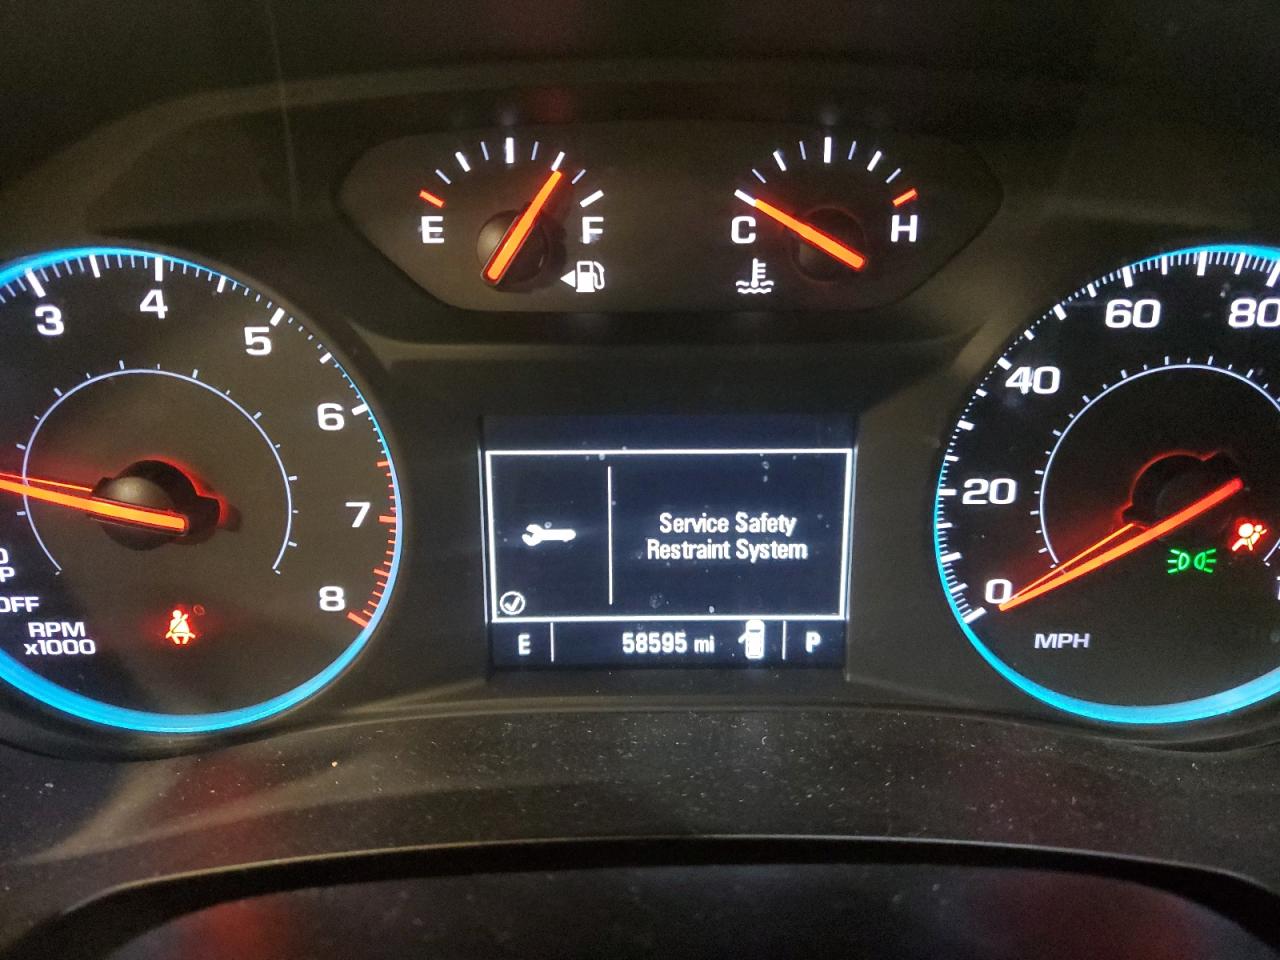 E F
C H
3 4 5 6 7 8
OFF
RPM
x1000
Service Safety
Restraint System
E 58595 mi P
0 20 40 60 80
MPH